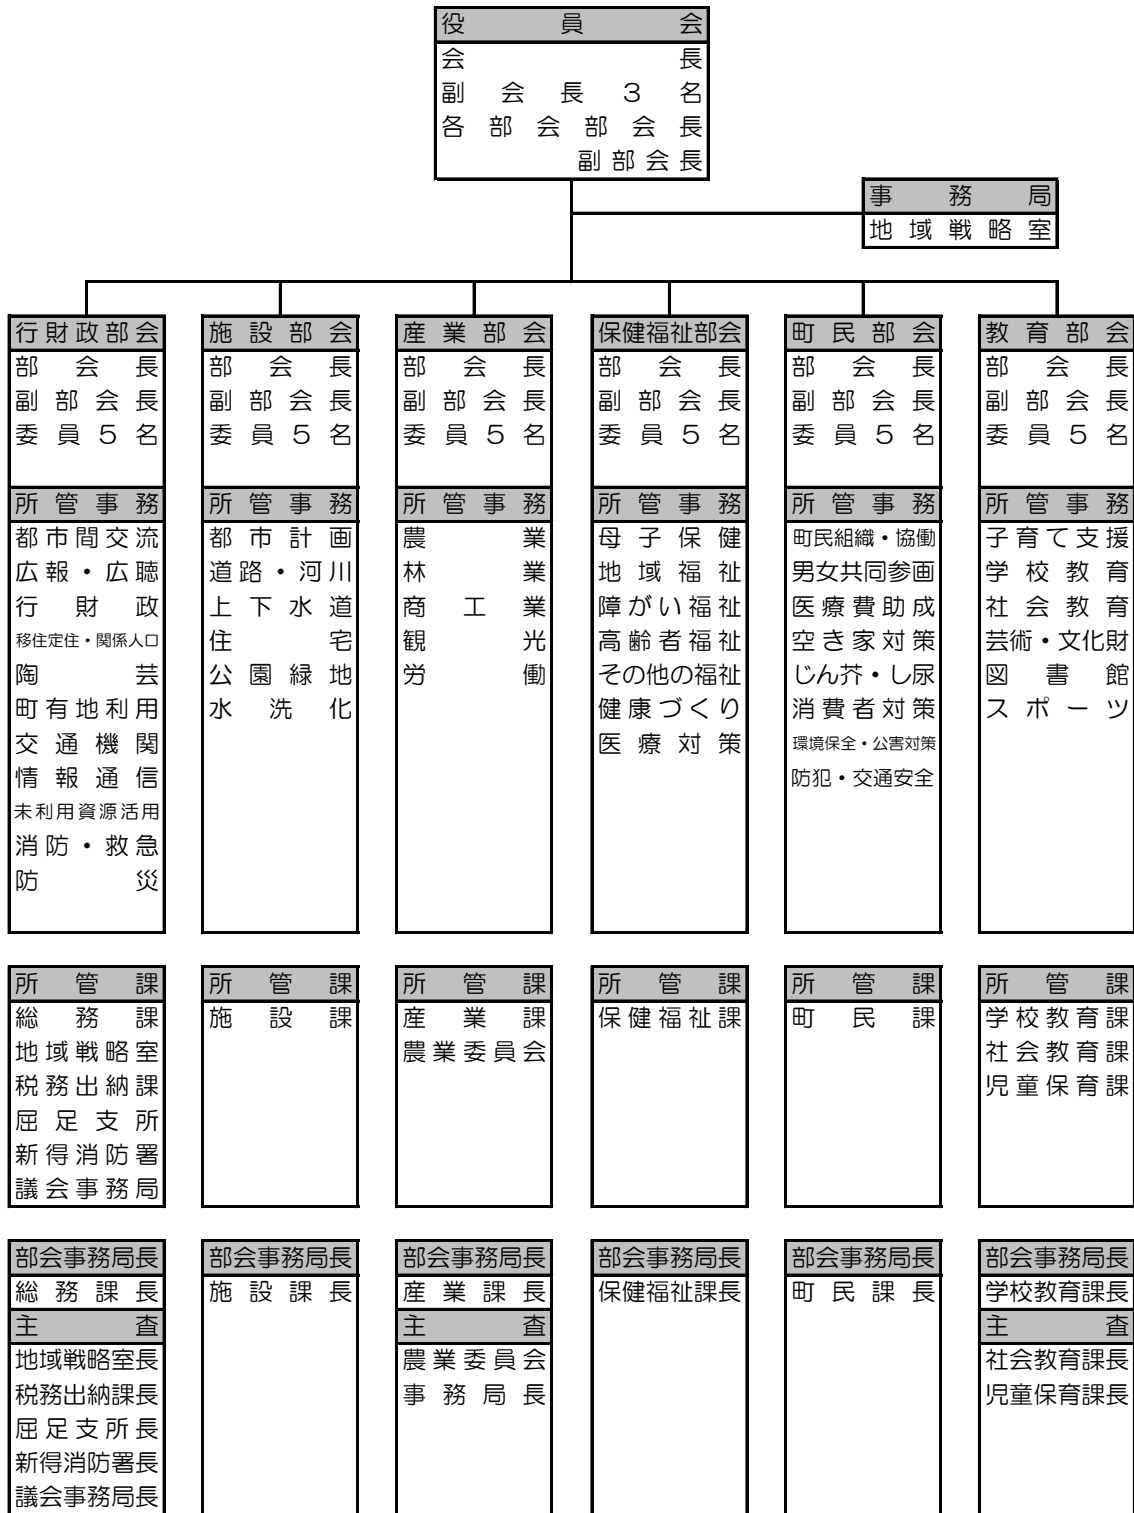 役員会
会長
副会長３名
各部会部会長
副部会長
事務局
地域戦略室
行財政部会
部会長
副部会長
委員５名
所管事務
都市間交流
広報・広聴
行財政
移住定住・関係人口
陶芸
町有地利用
交通機関
情報通信
未利用資源活用
消防・救急
防災
所管課
総務課
地域戦略室
税務出納課
屈足支所
新得消防署
議会事務局
部会事務局長
総務課長
主査
地域戦略室長
税務出納課長
屈足支所長
新得消防署長
議会事務局長
施設部会
部会長
副部会長
委員５名
所管事務
都市計画
道路・河川
上下水道
住宅
公園緑地
水洗化
所管課
施設課
部会事務局長
施設課長
産業部会
部会長
副部会長
委員５名
所管事務
農業
林業
商工業
観光
労働
所管課
産業課
農業委員会
部会事務局長
産業課長
主査
農業委員会
事務局長
保健福祉部会
部会長
副部会長
委員５名
所管事務
母子保健
地域福祉
障がい福祉
高齢者福祉
その他の福祉
健康づくり
医療対策
所管課
保健福祉課
部会事務局長
保健福祉課長
町民部会
部会長
副部会長
委員５名
所管事務
町民組織・協働
男女共同参画
医療費助成
空き家対策
じん芥・し尿
消費者対策
環境保全・公害対策
防犯・交通安全
所管課
町民課
部会事務局長
町民課長
教育部会
部会長
副部会長
委員５名
所管事務
子育て支援
学校教育
社会教育
芸術・文化財
図書館
スポーツ
所管課
学校教育課
社会教育課
児童保育課
部会事務局長
学校教育課長
主査
社会教育課長
児童保育課長